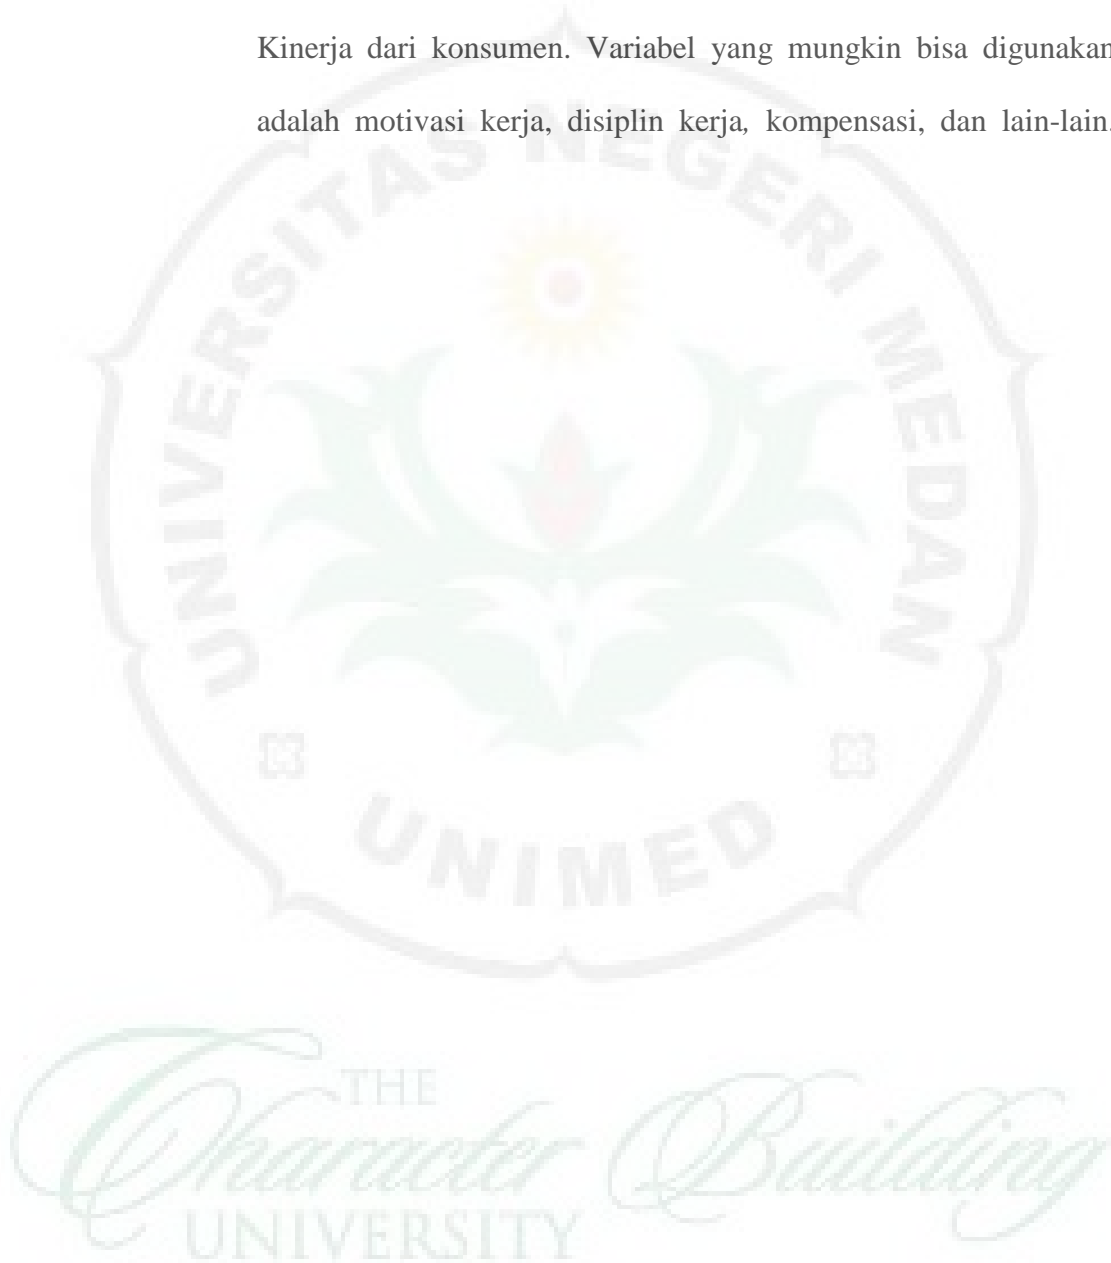 Kinerja dari konsumen. Variabel yang mungkin bisa digunakan
adalah motivasi kerja, disiplin kerja, kompensasi, dan lain-lain.
UNIVERSITAS NEGERI MEDAN
UNIMED
THE
Character Building
UNIVERSITY